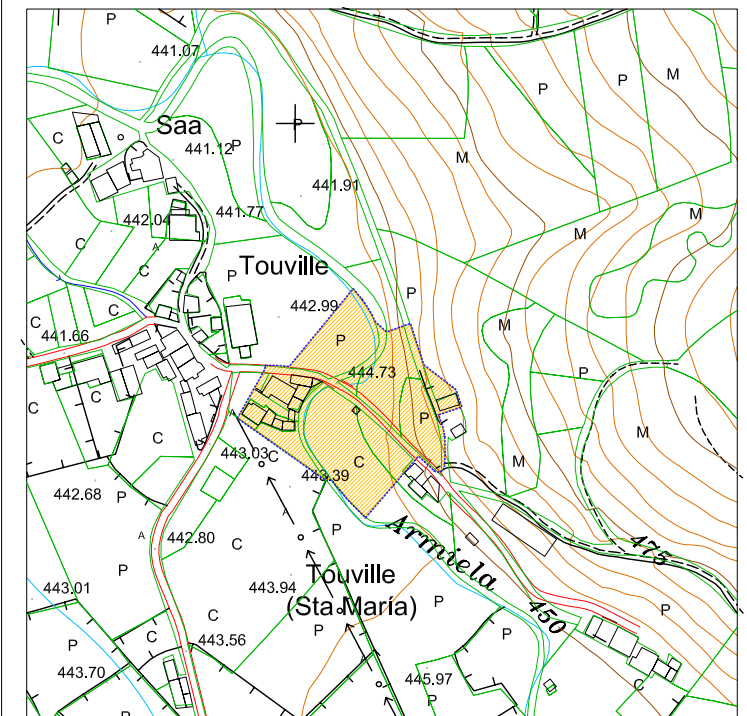 P
441.07
P
P
M
C
Saa
P
P
441.12
M
441.91
442.04
441.77
M
C
A
M
C
P
Touville
P
442.99
C
C
441.66
P
M
444.73
P
C
C
P
C
M
443.03
C
C
M
443.39
442.68
P
A
P
Armiela
A
442.80
C
475
P
Touville
443.01
443.94
(Sta.María)
P
450
P
C
C
443.56
P
P
P
443.70
445.97
C
P
P